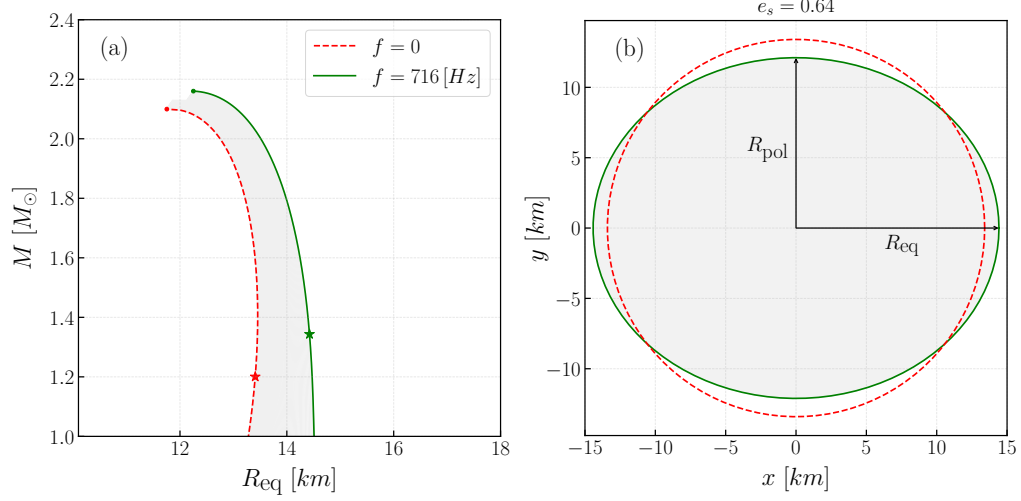 (a)
f = 0
f = 716 [Hz]
2.4
2.2
2.0
1.8
1.6
1.4
1.2
1.0
M [M⊙]
12
14
16
18
R_eq [km]
e_s = 0.64
(b)
10
5
0
−5
−10
y [km]
R_pol
R_eq
−15
−10
−5
0
5
10
15
x [km]